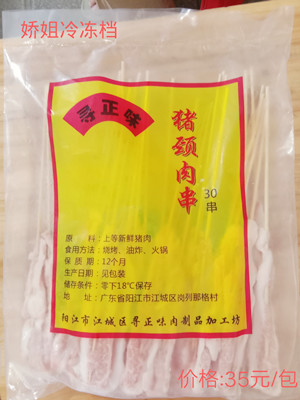 娇姐冷冻档
寻正味
猪颈肉串
30串
原　　料：上等新鲜猪肉
食用方法：烧烤、油炸、火锅
保 质 期：12个月
生产日期：见包装
储存条件：零下18℃保存
地　　址：广东省阳江市江城区岗列那格村
阳江市江城区寻正味肉制品加工坊
价格:35元/包